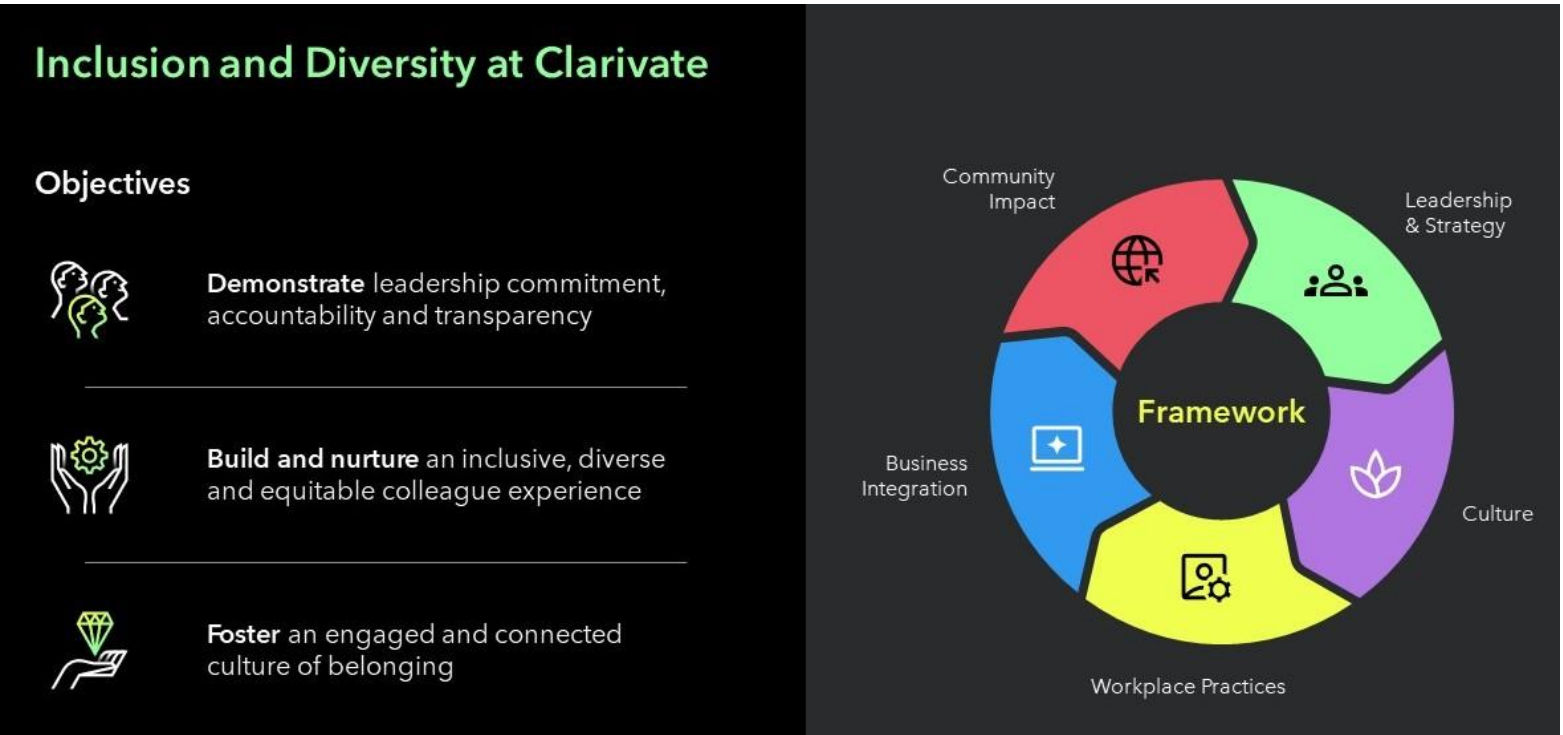 Inclusion and Diversity at Clarivate
Objectives
Demonstrate leadership commitment,
accountability and transparency
Build and nurture an inclusive, diverse
and equitable colleague experience
Foster an engaged and connected
culture of belonging
Community
Impact
Leadership
& Strategy
Framework
Business
Integration
Culture
Workplace Practices